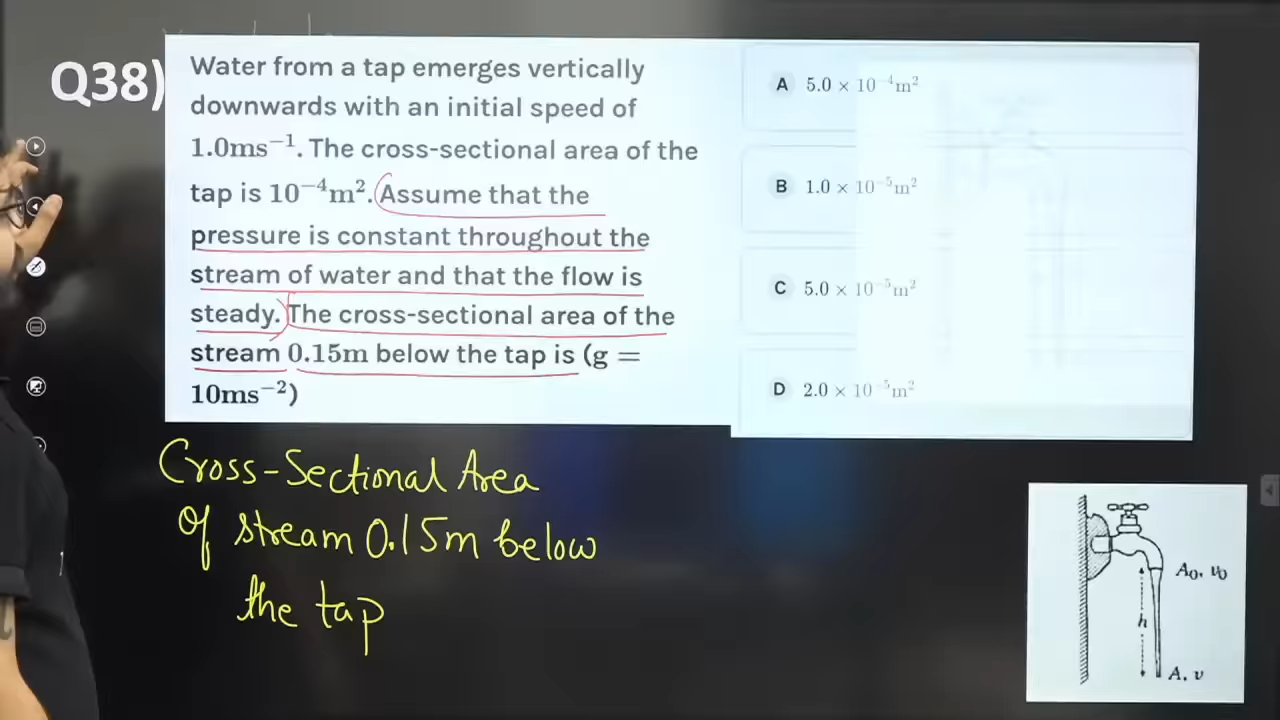 Q38)
Water from a tap emerges vertically
downwards with an initial speed of
1.0ms⁻¹. The cross-sectional area of the
tap is 10⁻⁴m². Assume that the
pressure is constant throughout the
stream of water and that the flow is
steady. The cross-sectional area of the
stream 0.15m below the tap is (g =
10ms⁻²)
A 5.0 × 10⁻⁴m²
B 1.0 × 10⁻⁵m²
C 5.0 × 10⁻⁵m²
D 2.0 × 10⁻⁵m²
Cross-Sectional Area
of stream 0.15m below
the tap
A₀, v₀
h
A, v